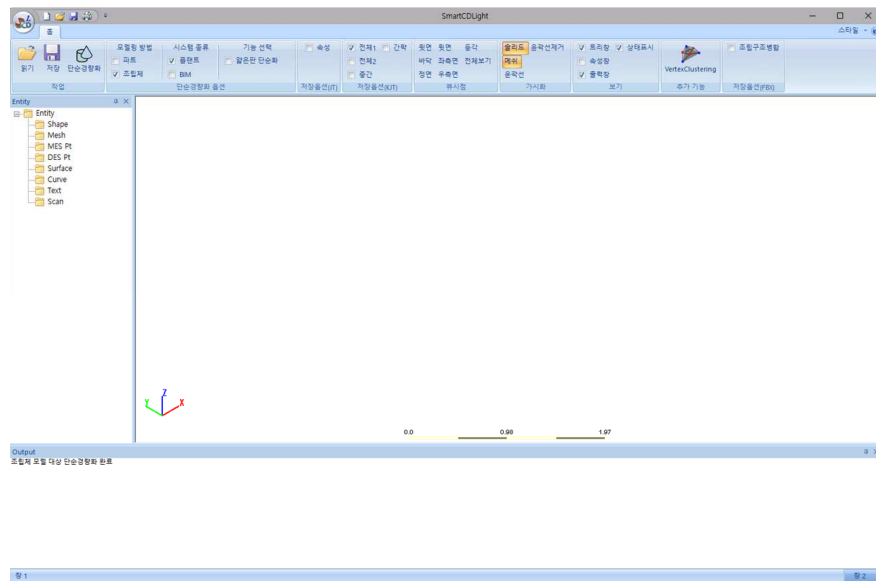 SmartCDLight
홈
스타일
읽기 저장 단순경량화
작업
모델링 방법 시스템 종류 기능 선택
파트 플랜트 얇은판 단순화
조립체 BIM
단순경량화 옵션
속성
저장옵션(JT)
전체1 간략
전체2
중간
저장옵션(KJT)
윗면 뒷면 등각
바닥 좌측면 전체보기
정면 우측면
뷰시점
솔리드 윤곽선제거
메쉬
윤곽선
가시화
트리창 상태표시
속성창
출력창
보기
VertexClustering
추가 기능
조립구조병합
저장옵션(FBX)
Entity
Entity
Shape
Mesh
MES Pt
DES Pt
Surface
Curve
Text
Scan
Z
Y X
0.0 0.98 1.97
Output
조립체 모델 대상 단순경량화 완료
창 1 창 2